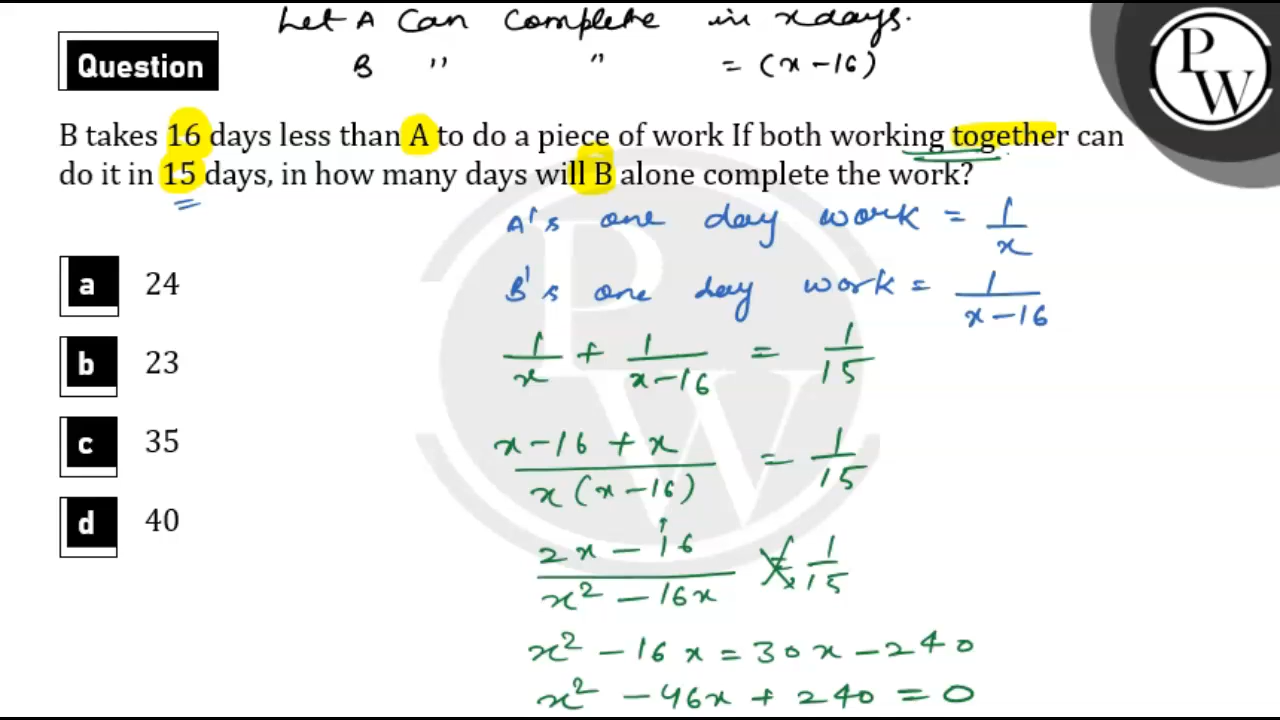 Let A Can Complete in x days.
B " " = (x-16)
Question
B takes 16 days less than A to do a piece of work If both working together can
do it in 15 days, in how many days will B alone complete the work?
A's one day work = 1/x
B's one day work = 1/(x-16)
a 24
b 23
c 35
d 40
1/x + 1/(x-16) = 1/15
(x-16+x)/(x(x-16)) = 1/15
(2x-16)/(x²-16x) = 1/15
x² - 16x = 30x - 240
x² - 46x + 240 = 0
PW
PW